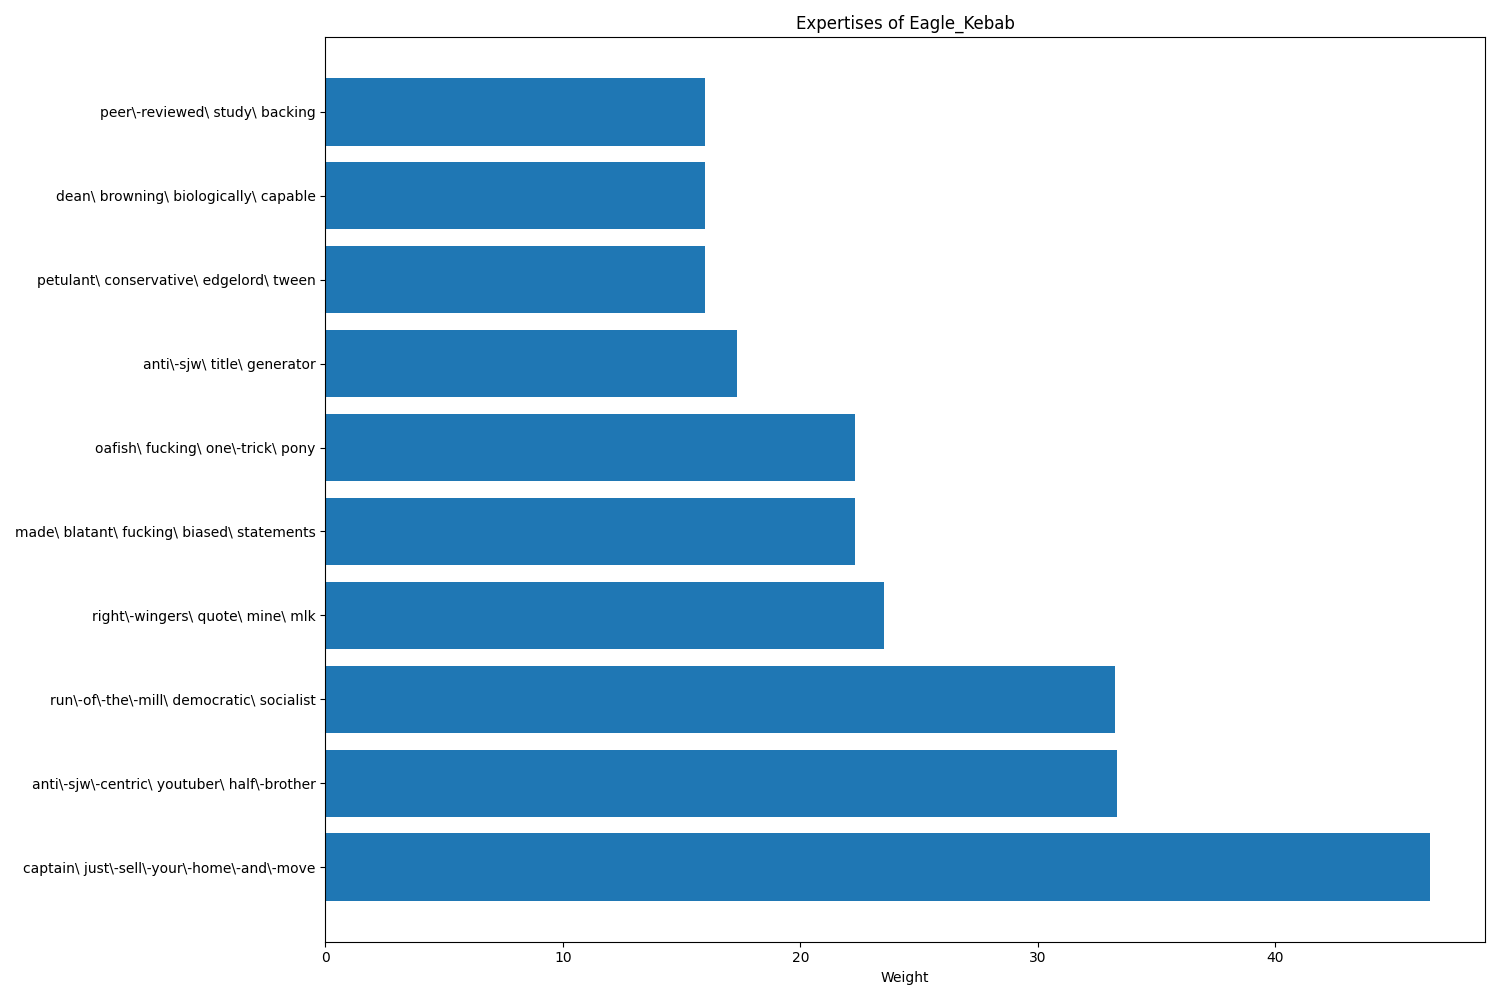 Expertises of Eagle_Kebab
peer\-reviewed\ study\ backing
dean\ browning\ biologically\ capable
petulant\ conservative\ edgelord\ tween
anti\-sjw\ title\ generator
oafish\ fucking\ one\-trick\ pony
made\ blatant\ fucking\ biased\ statements
right\-wingers\ quote\ mine\ mlk
run\-of\-the\-mill\ democratic\ socialist
anti\-sjw\-centric\ youtuber\ half\-brother
captain\ just\-sell\-your\-home\-and\-move
0 10 20 30 40
Weight